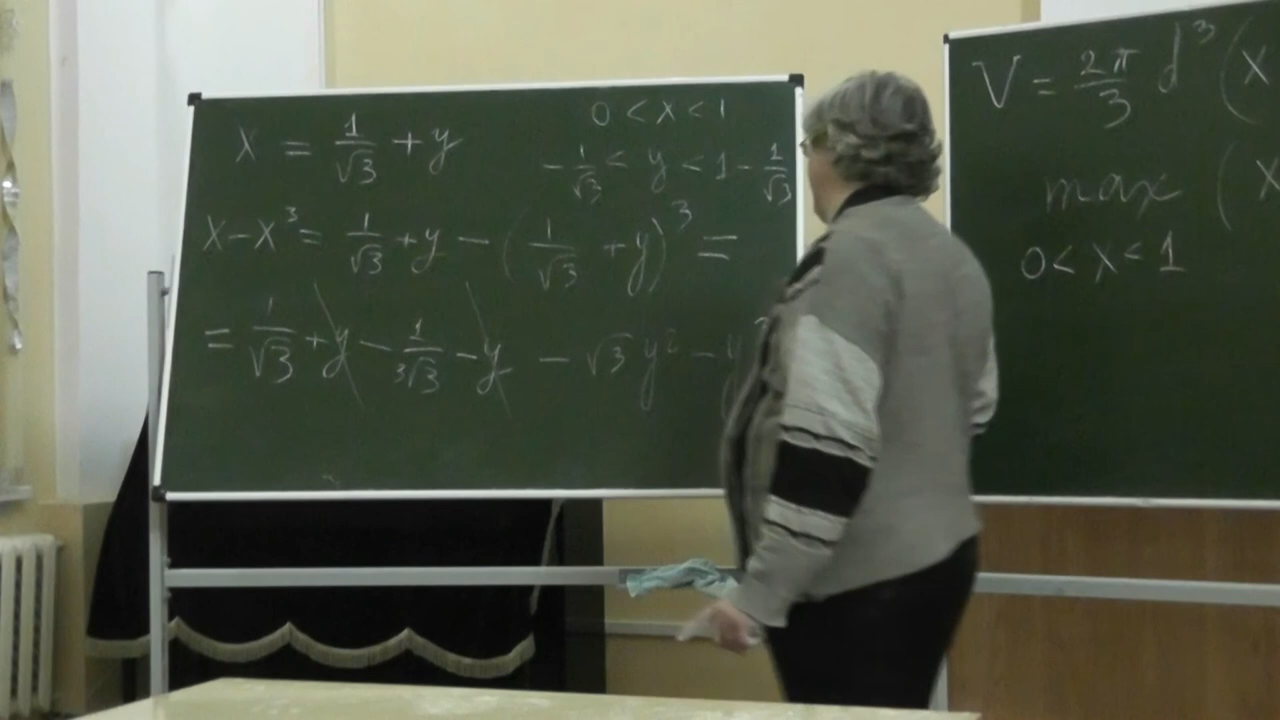 0 < x < 1
x = 1/√3 + y
-1/√3 < y < 1 - 1/√3
x - x³ = 1/√3 + y - (1/√3 + y)³ =
= 1/√3 + y - 1/3√3 - y - √3 y² - y
V = 2π/3 d³ (x
max (x
0 < x < 1